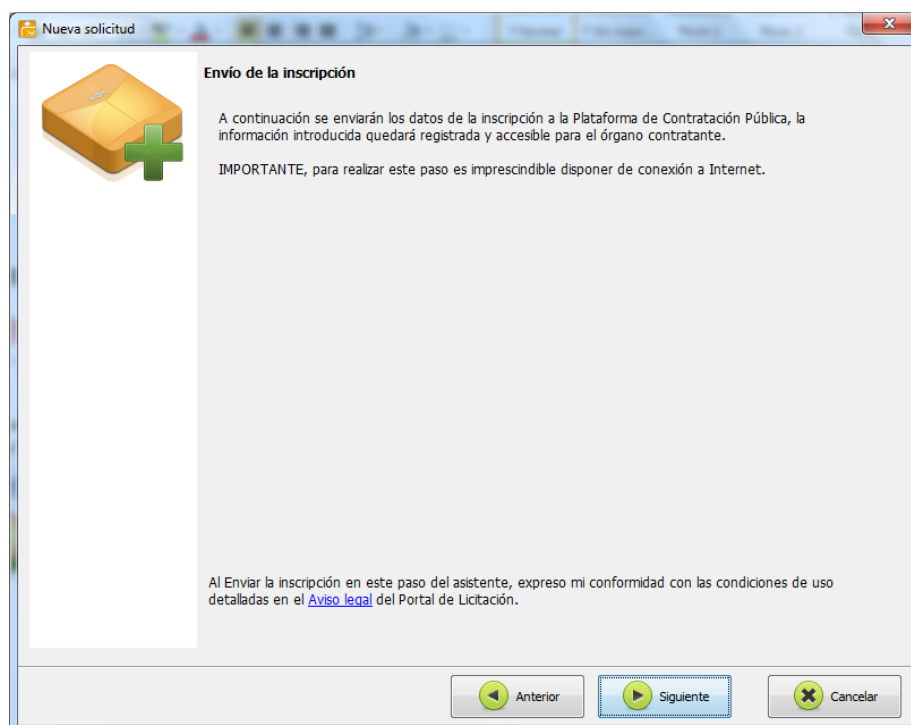 Nueva solicitud
Envío de la inscripción
A continuación se enviarán los datos de la inscripción a la Plataforma de Contratación Pública, la
información introducida quedará registrada y accesible para el órgano contratante.
IMPORTANTE, para realizar este paso es imprescindible disponer de conexión a Internet.
Al Enviar la inscripción en este paso del asistente, expreso mi conformidad con las condiciones de uso
detalladas en el Aviso legal del Portal de Licitación.
Anterior
Siguiente
Cancelar